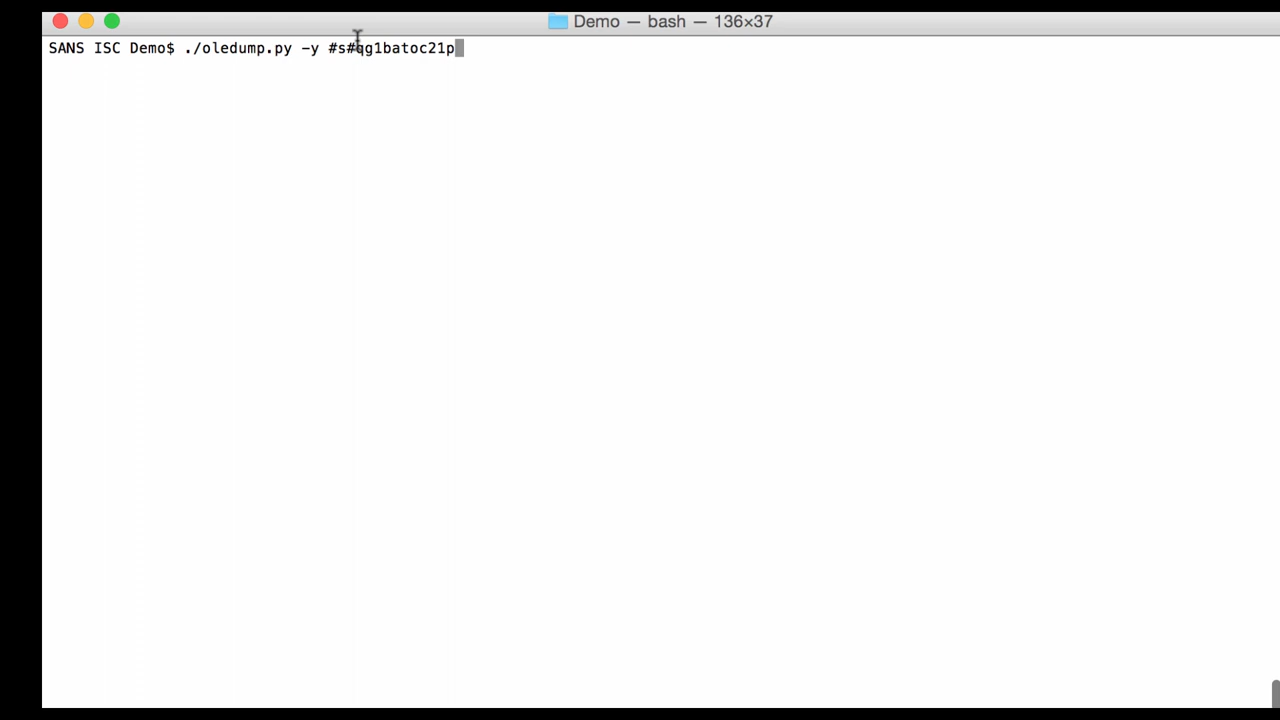 Demo — bash — 136×37
SANS ISC Demo$ ./oledump.py -y #s#qg1batoc21p